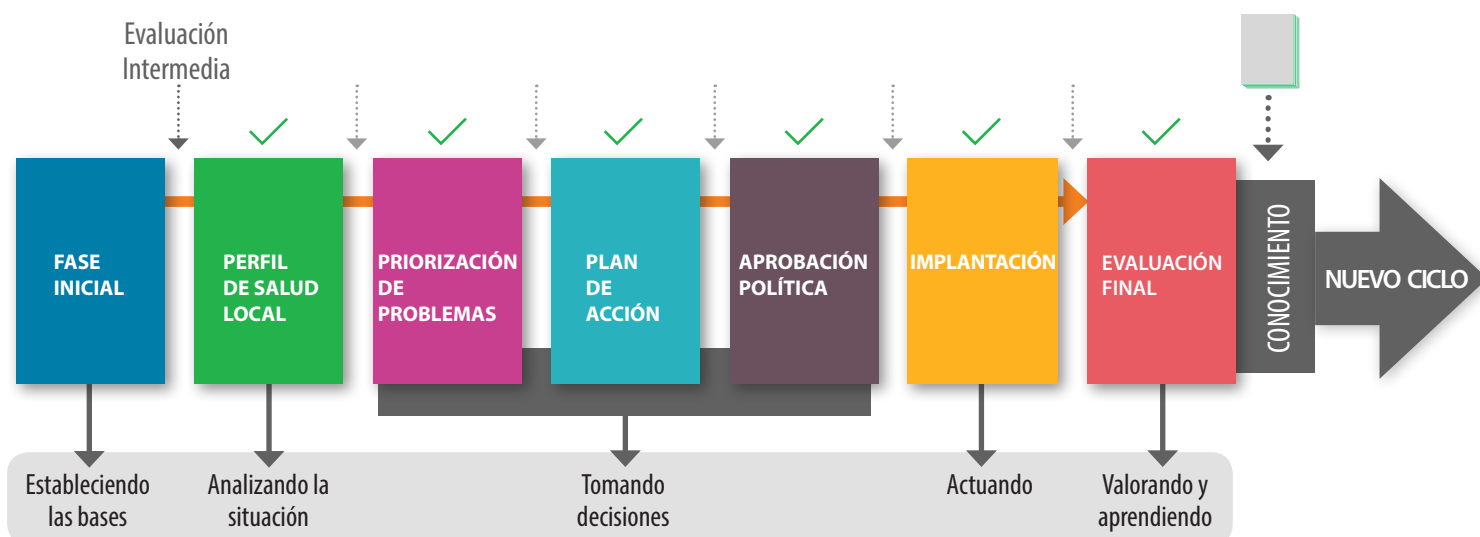 Evaluación
Intermedia
FASE
INICIAL
PERFIL
DE SALUD
LOCAL
PRIORIZACIÓN
DE
PROBLEMAS
PLAN
DE
ACCIÓN
APROBACIÓN
POLÍTICA
IMPLANTACIÓN
EVALUACIÓN
FINAL
CONOCIMIENTO
NUEVO CICLO
Estableciendo
las bases
Analizando la
situación
Tomando
decisiones
Actuando
Valorando y
aprendiendo